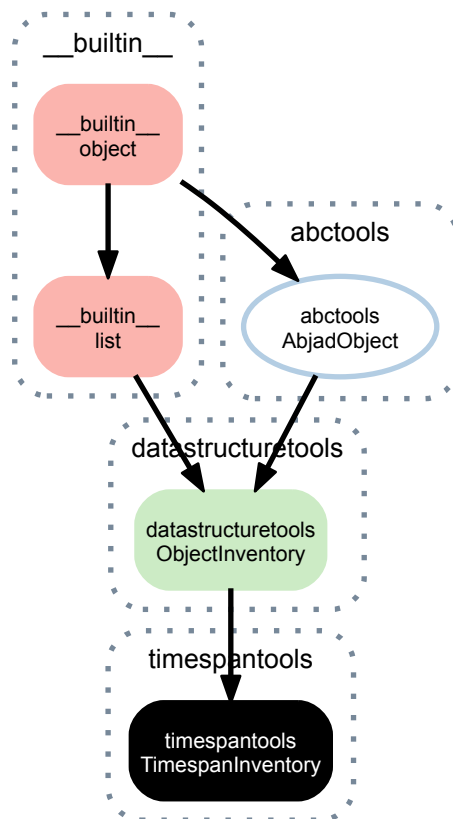 __builtin__
__builtin__
object
abctools
__builtin__
list
abctools
AbjadObject
datastructuretools
datastructuretools
ObjectInventory
timespantools
timespantools
TimespanInventory